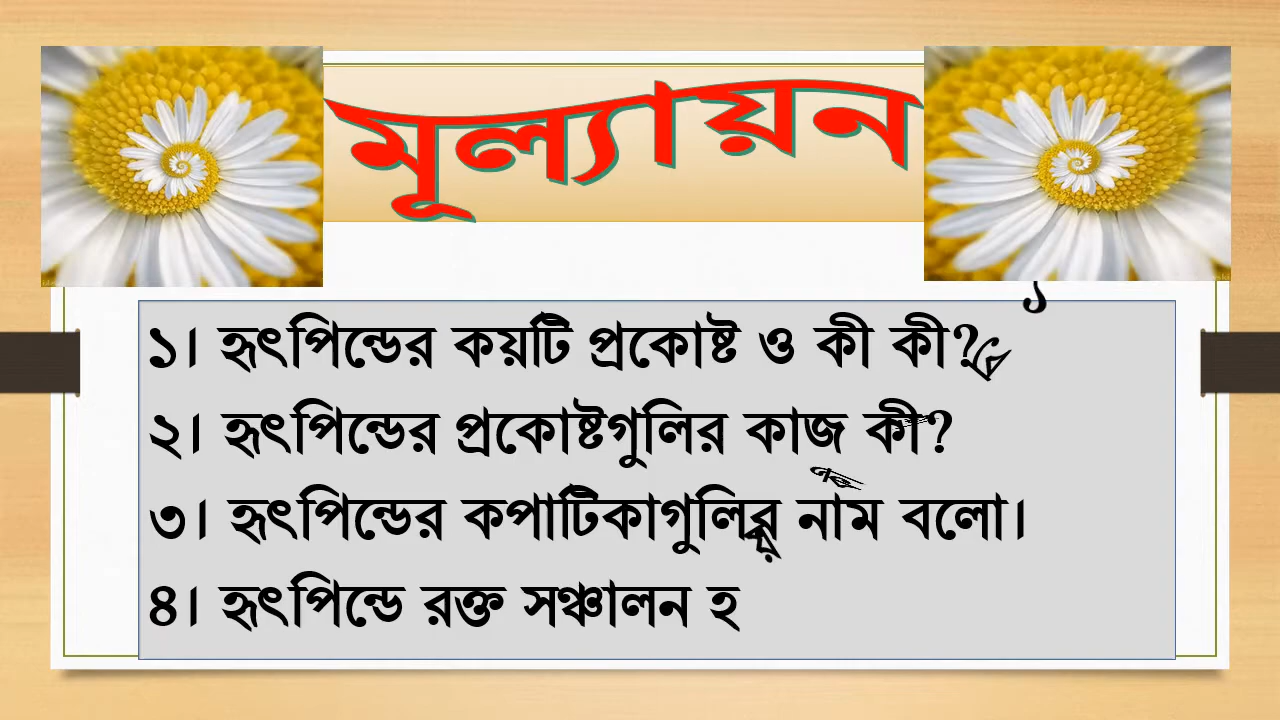 মূল্যায়ন
১। হৃৎপিন্ডের কয়টি প্রকোষ্ট ও কী কী?
২। হৃৎপিন্ডের প্রকোষ্টগুলির কাজ কী?
৩। হৃৎপিন্ডের কপাটিকাগুলির নাম বলো।
৪। হৃৎপিন্ডে রক্ত সঞ্চালন হ